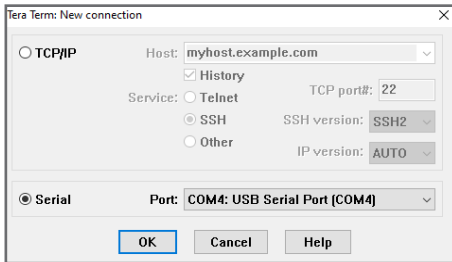 Tera Term: New connection
TCP/IP
Host: myhost.example.com
History
Service: Telnet
TCP port#: 22
SSH
SSH version: SSH2
Other
IP version: AUTO
Serial
Port: COM4: USB Serial Port (COM4)
OK Cancel Help